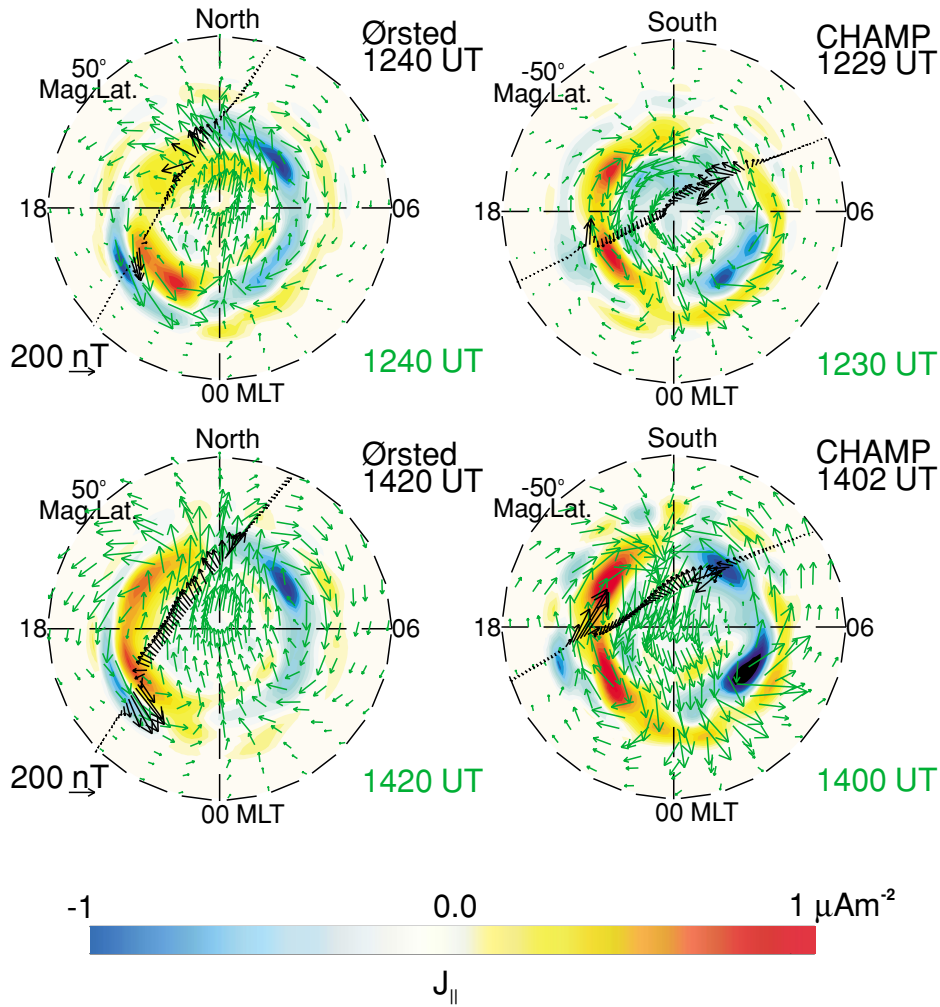 North
Ørsted
1240 UT
50°
Mag.Lat.
18
06
200 nT
1240 UT
00 MLT
South
CHAMP
1229 UT
-50°
Mag.Lat.
18
06
1230 UT
00 MLT
North
Ørsted
1420 UT
50°
Mag.Lat.
18
06
200 nT
1420 UT
00 MLT
South
CHAMP
1402 UT
-50°
Mag.Lat.
18
06
1400 UT
00 MLT
-1 0.0 1 μAm⁻²
J||